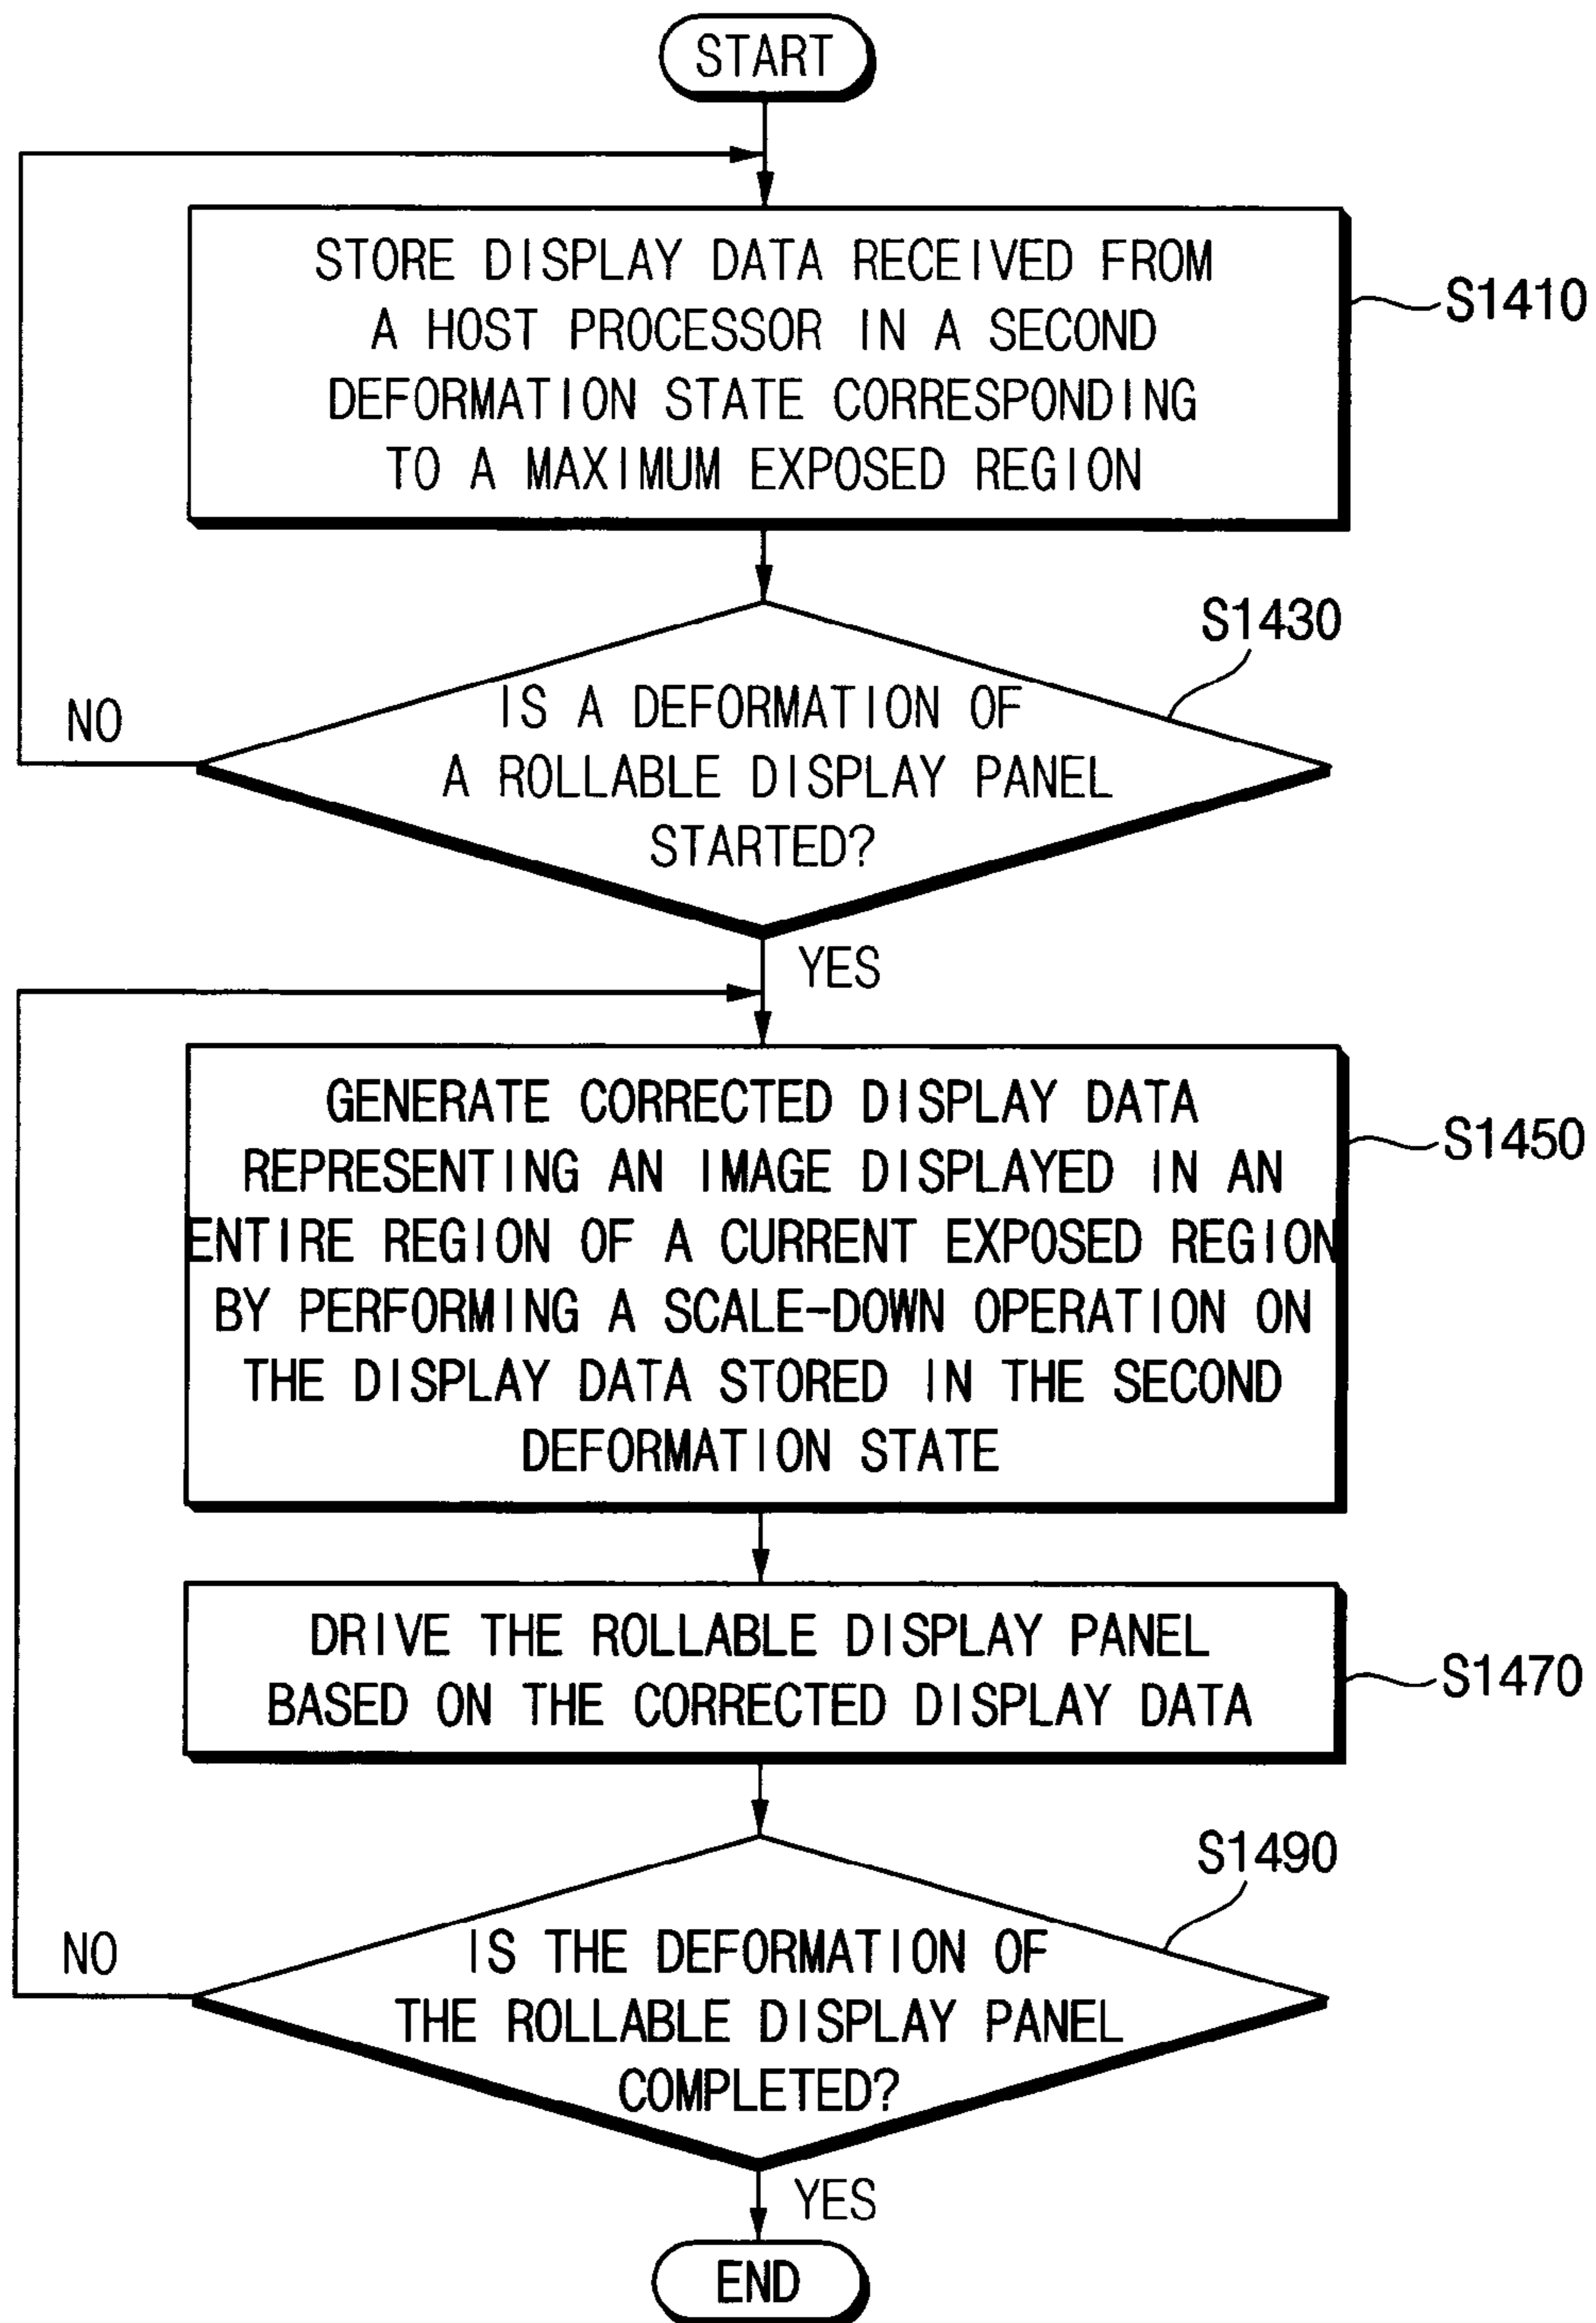 START
STORE DISPLAY DATA RECEIVED FROM
A HOST PROCESSOR IN A SECOND
DEFORMATION STATE CORRESPONDING
TO A MAXIMUM EXPOSED REGION
S1410
S1430
IS A DEFORMATION OF
A ROLLABLE DISPLAY PANEL
STARTED?
NO
YES
GENERATE CORRECTED DISPLAY DATA
REPRESENTING AN IMAGE DISPLAYED IN AN
ENTIRE REGION OF A CURRENT EXPOSED REGION
BY PERFORMING A SCALE-DOWN OPERATION ON
THE DISPLAY DATA STORED IN THE SECOND
DEFORMATION STATE
S1450
DRIVE THE ROLLABLE DISPLAY PANEL
BASED ON THE CORRECTED DISPLAY DATA
S1470
S1490
IS THE DEFORMATION OF
THE ROLLABLE DISPLAY PANEL
COMPLETED?
NO
YES
END